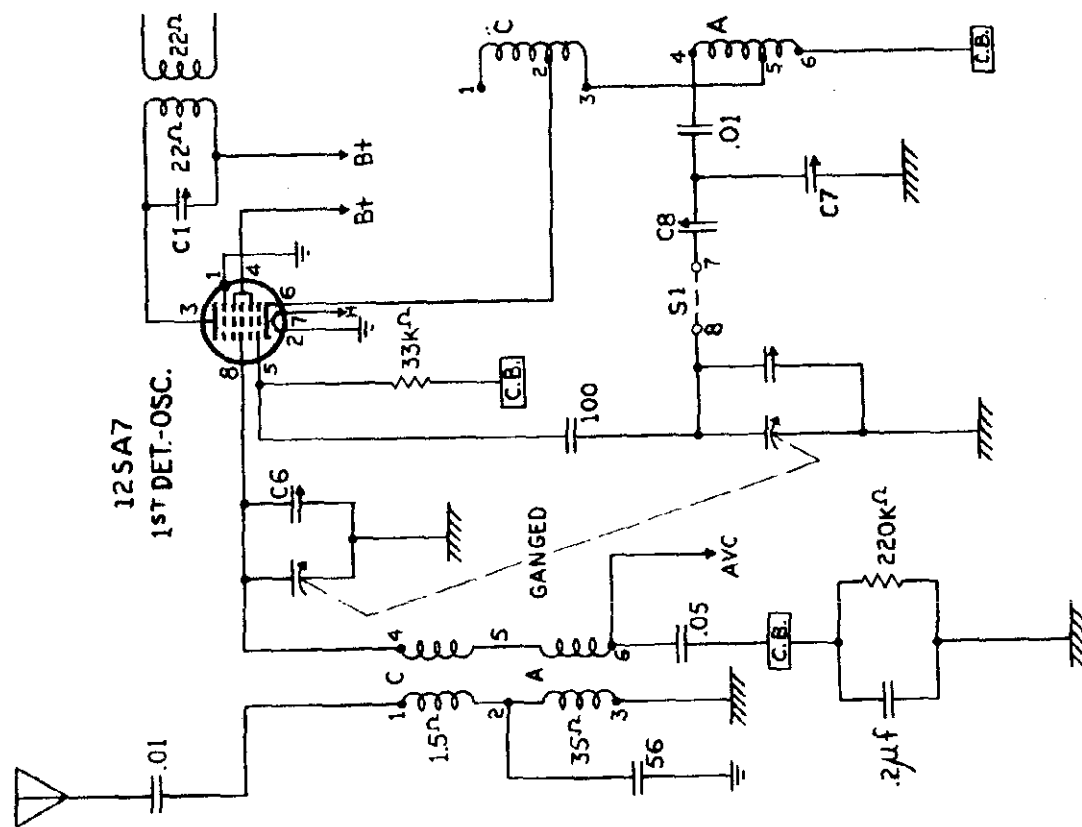 22Ω
22Ω
C1
B+
B+
12SA7
1ST DET.-OSC.
3
1
4
8
5
2
7
6
H
C
1
2
3
A
4
5
6
33KΩ
C.B.
C6
.01
C8
S1
7
8
C7
C.B.
100
GANGED
AVC
.01
C
4
1
1.5Ω
5
2
A
35Ω
6
3
.05
56
C.B.
220KΩ
.2µf